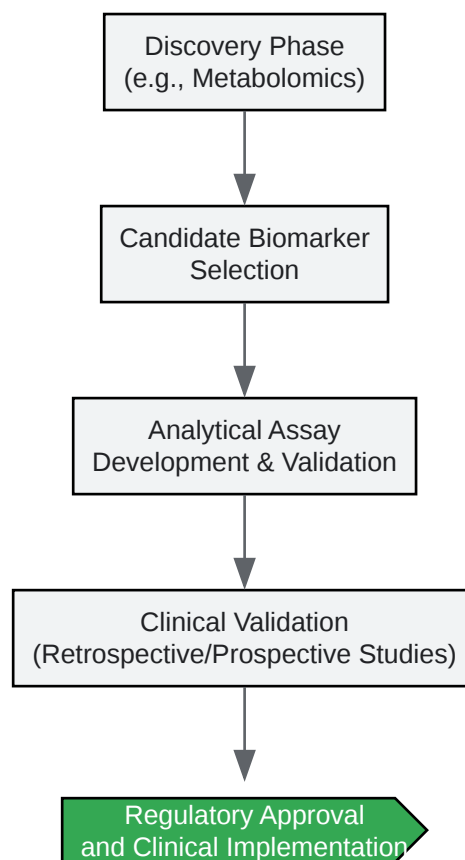 Discovery Phase
(e.g., Metabolomics)
Candidate Biomarker
Selection
Analytical Assay
Development & Validation
Clinical Validation
(Retrospective/Prospective Studies)
Regulatory Approval
and Clinical Implementation